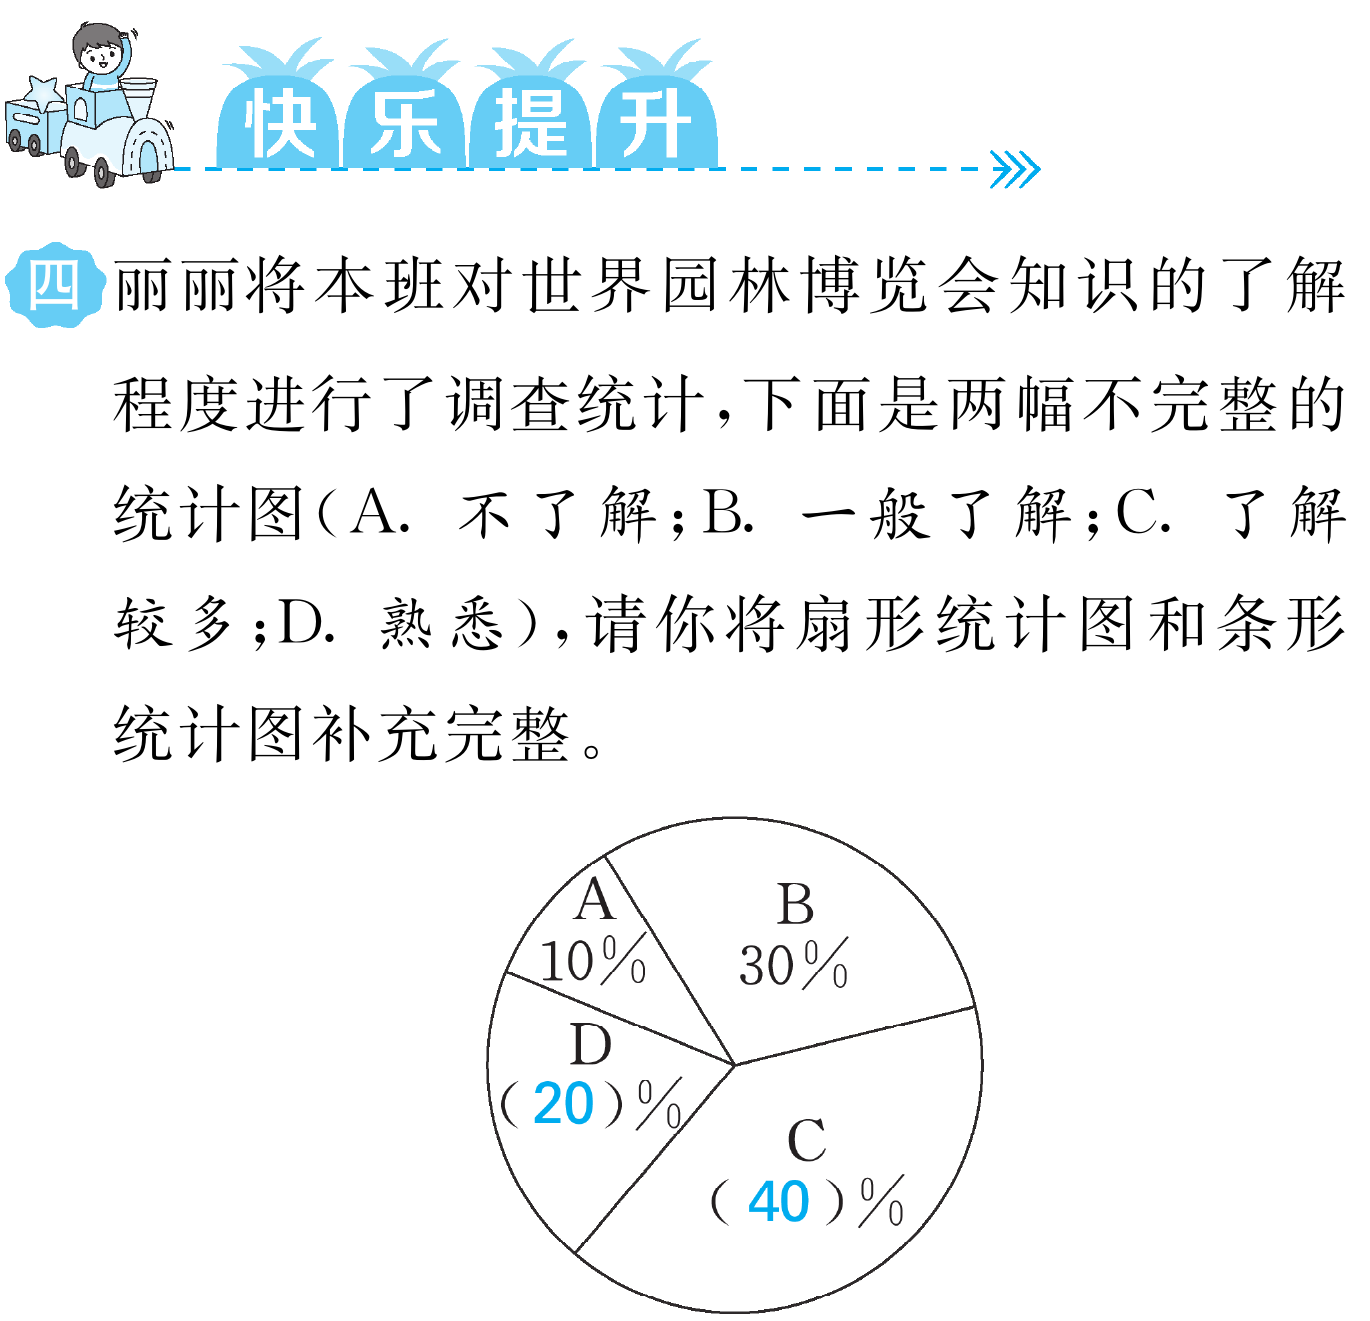 快乐提升
四 丽丽将本班对世界园林博览会知识的了解
程度进行了调查统计,下面是两幅不完整的
统计图(A. 不了解;B. 一般了解;C. 了解
较多;D. 熟悉),请你将扇形统计图和条形
统计图补充完整。
A
10%
B
30%
D
(20)%
C
(40)%